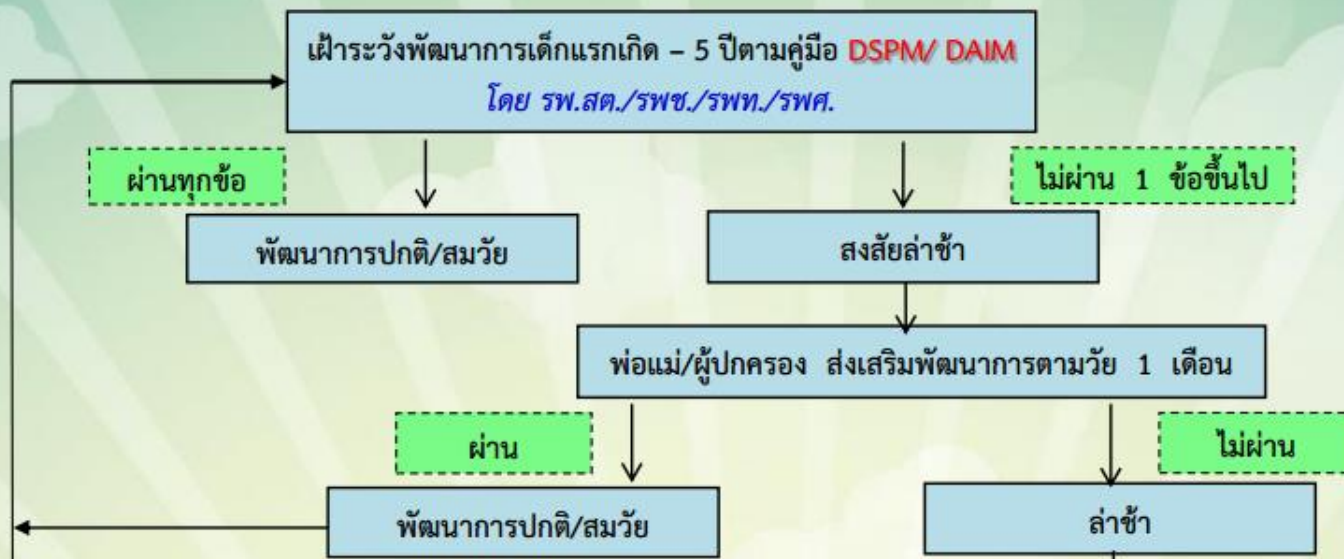 เฝ้าระวังพัฒนาการเด็กแรกเกิด – 5 ปีตามคู่มือ DSPM/ DAIM
โดย รพ.สต./รพช./รพท./รพศ.
ผ่านทุกข้อ
ไม่ผ่าน 1 ข้อขึ้นไป
พัฒนาการปกติ/สมวัย
สงสัยล่าช้า
พ่อแม่/ผู้ปกครอง ส่งเสริมพัฒนาการตามวัย 1 เดือน
ผ่าน
ไม่ผ่าน
พัฒนาการปกติ/สมวัย
ล่าช้า